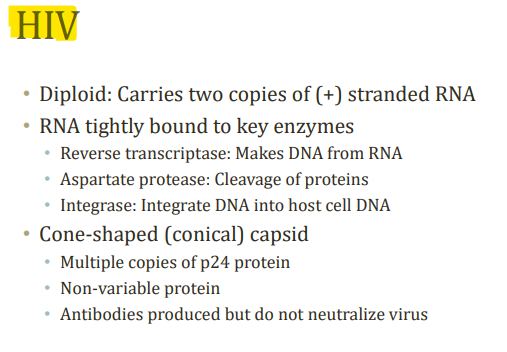 HIV
• Diploid: Carries two copies of (+) stranded RNA
• RNA tightly bound to key enzymes
• Reverse transcriptase: Makes DNA from RNA
• Aspartate protease: Cleavage of proteins
• Integrase: Integrate DNA into host cell DNA
• Cone-shaped (conical) capsid
• Multiple copies of p24 protein
• Non-variable protein
• Antibodies produced but do not neutralize virus